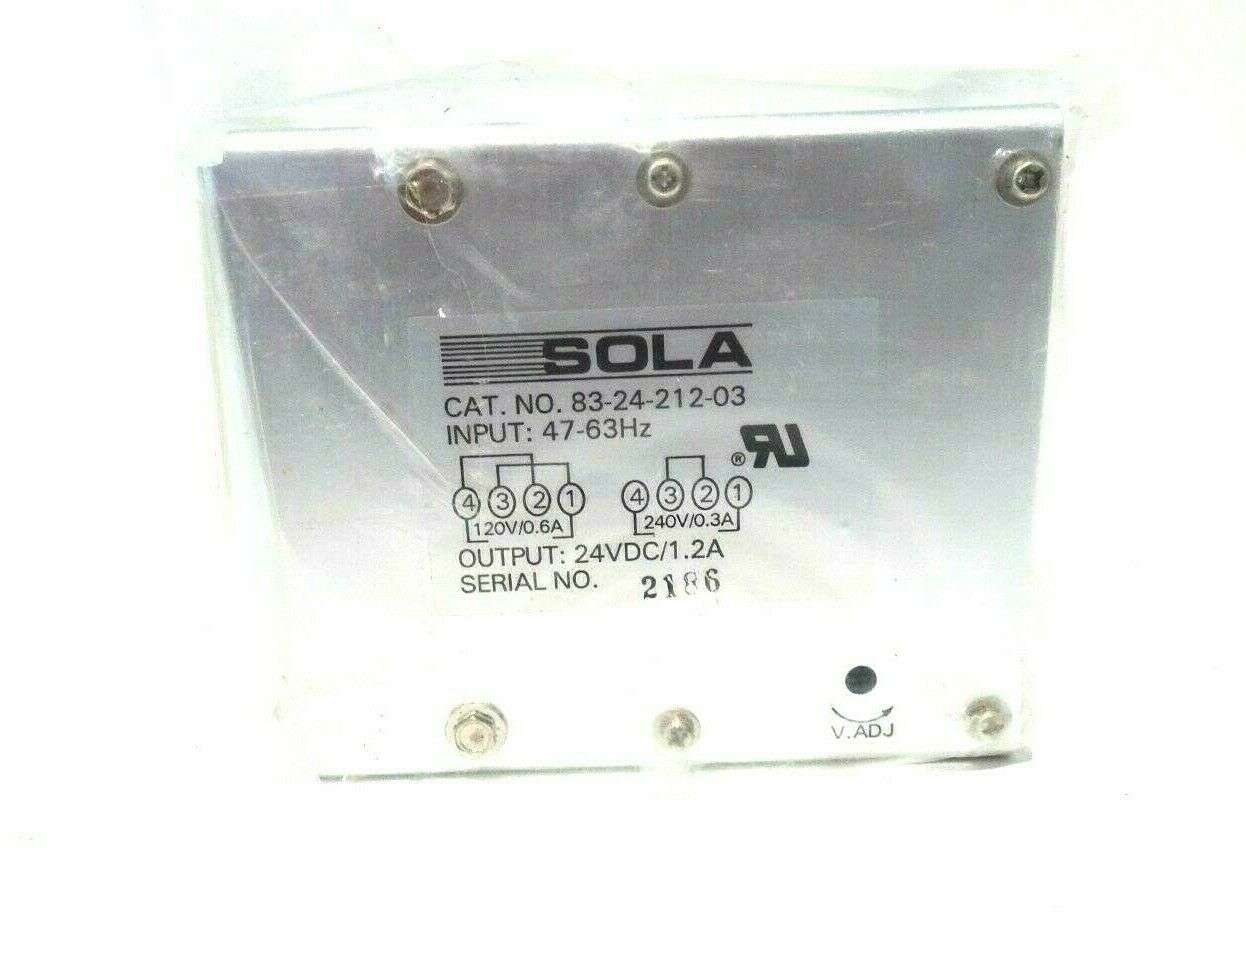 SOLA
CAT. NO. 83-24-212-03
INPUT: 47-63Hz
® RU
4 3 2 1 4 3 2 1
120V/0.6A 240V/0.3A
OUTPUT: 24VDC/1.2A
SERIAL NO. 2186
V.ADJ